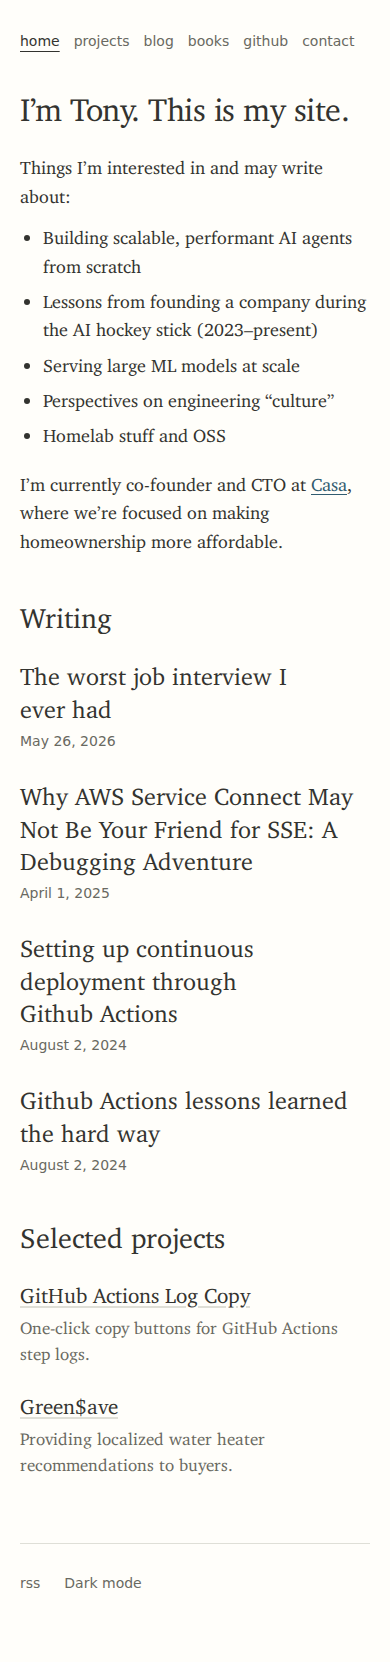 home projects blog books github contact
I’m Tony. This is my site.
Things I’m interested in and may write
about:
• Building scalable, performant AI agents
from scratch
• Lessons from founding a company during
the AI hockey stick (2023–present)
• Serving large ML models at scale
• Perspectives on engineering “culture”
• Homelab stuff and OSS
I’m currently co-founder and CTO at Casa,
where we’re focused on making
homeownership more affordable.
Writing
The worst job interview I
ever had
May 26, 2026
Why AWS Service Connect May
Not Be Your Friend for SSE: A
Debugging Adventure
April 1, 2025
Setting up continuous
deployment through
Github Actions
August 2, 2024
Github Actions lessons learned
the hard way
August 2, 2024
Selected projects
GitHub Actions Log Copy
One-click copy buttons for GitHub Actions
step logs.
Green$ave
Providing localized water heater
recommendations to buyers.
rss Dark mode